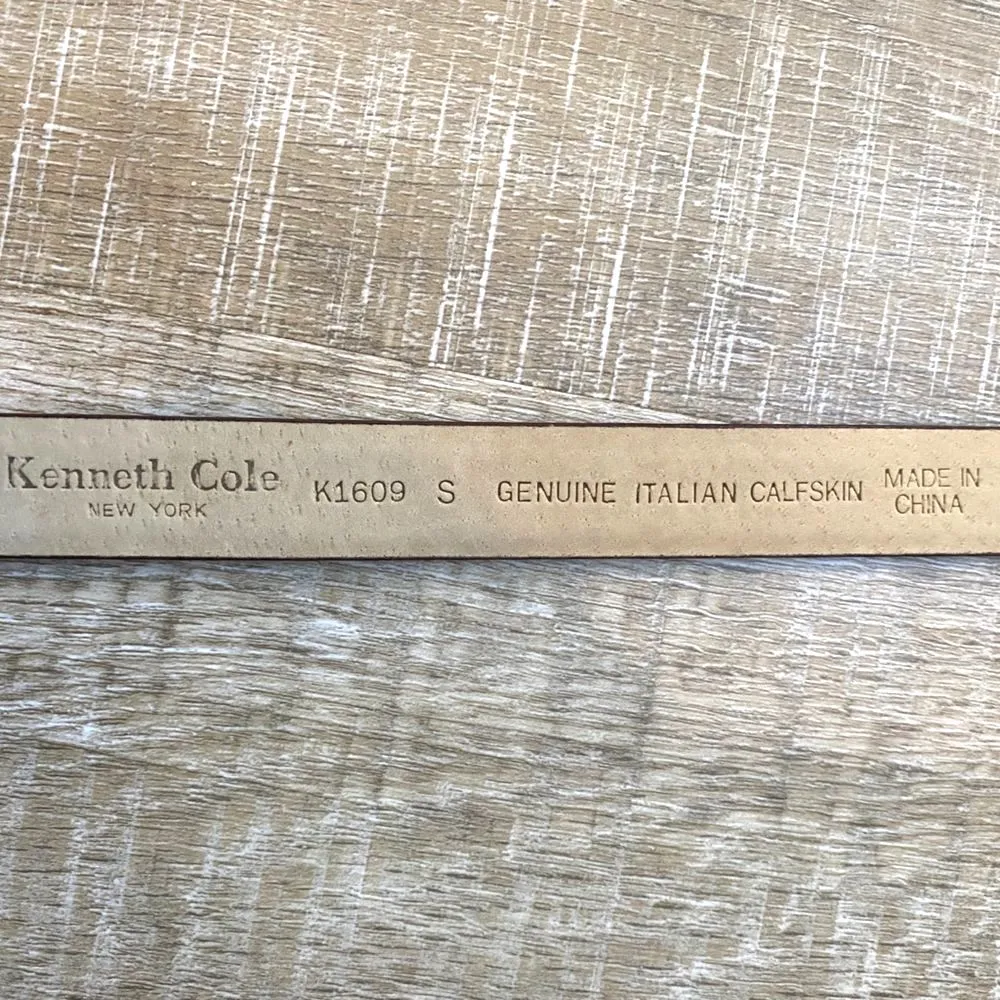 Kenneth Cole
NEW YORK
K1609 S GENUINE ITALIAN CALFSKIN
MADE IN
CHINA